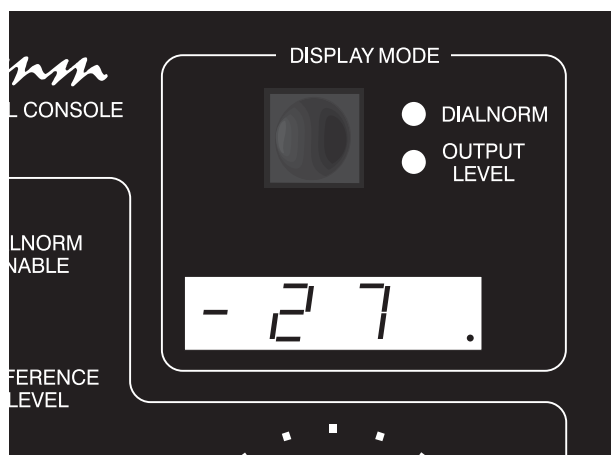 DISPLAY MODE
L CONSOLE
DIALNORM
OUTPUT
LEVEL
LNORM
NABLE
-27.
FERENCE
LEVEL